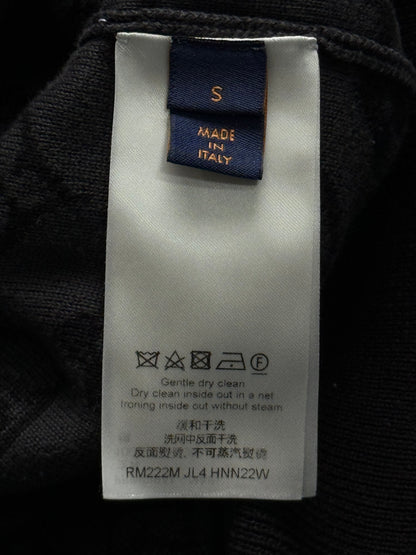 S
MADE
IN
ITALY
F
Gentle dry clean
Dry clean inside out in a net
Ironing inside out without steam
缓和干洗
洗网中反面干洗
反面熨烫，不可蒸汽熨烫
RM222M JL4 HNN22W